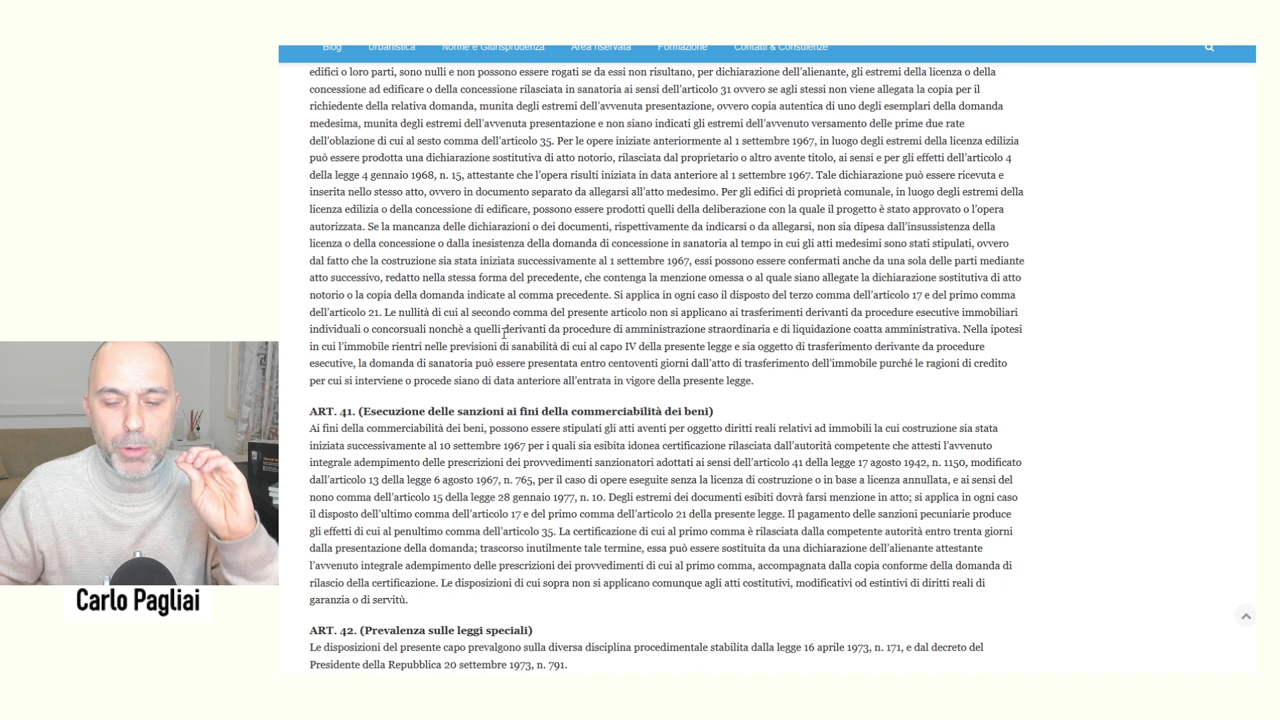 Blog Urbanistica Norme e Giurisprudenza Area riservata Formazione Contatti & Consulenze
edifici o loro parti, sono nulli e non possono essere rogati se da essi non risultano, per dichiarazione dell'alienante, gli estremi della licenza o della
concessione ad edificare o della concessione rilasciata in sanatoria ai sensi dell'articolo 31 ovvero se agli stessi non viene allegata la copia per il
richiedente della relativa domanda, munita degli estremi dell'avvenuta presentazione, ovvero copia autentica di uno degli esemplari della domanda
medesima, munita degli estremi dell'avvenuta presentazione e non siano indicati gli estremi dell'avvenuto versamento delle prime due rate
dell'oblazione di cui al sesto comma dell'articolo 35. Per le opere iniziate anteriormente al 1 settembre 1967, in luogo degli estremi della licenza edilizia
può essere prodotta una dichiarazione sostitutiva di atto notorio, rilasciata dal proprietario o altro avente titolo, ai sensi e per gli effetti dell'articolo 4
della legge 4 gennaio 1968, n. 15, attestante che l'opera risulti iniziata in data anteriore al 1 settembre 1967. Tale dichiarazione può essere ricevuta e
inserita nello stesso atto, ovvero in documento separato da allegarsi all'atto medesimo. Per gli edifici di proprietà comunale, in luogo degli estremi della
licenza edilizia o della concessione di edificare, possono essere prodotti quelli della deliberazione con la quale il progetto è stato approvato o l'opera
autorizzata. Se la mancanza delle dichiarazioni o dei documenti, rispettivamente da indicarsi o da allegarsi, non sia dipesa dall'insussistenza della
licenza o della concessione o dalla inesistenza della domanda di concessione in sanatoria al tempo in cui gli atti medesimi sono stati stipulati, ovvero
dal fatto che la costruzione sia stata iniziata successivamente al 1 settembre 1967, essi possono essere confermati anche da una sola delle parti mediante
atto successivo, redatto nella stessa forma del precedente, che contenga la menzione omessa o al quale siano allegate la dichiarazione sostitutiva di atto
notorio o la copia della domanda indicate al comma precedente. Si applica in ogni caso il disposto del terzo comma dell'articolo 17 e del primo comma
dell'articolo 21. Le nullità di cui al secondo comma del presente articolo non si applicano ai trasferimenti derivanti da procedure esecutive immobiliari
individuali o concorsuali nonchè a quelli derivanti da procedure di amministrazione straordinaria e di liquidazione coatta amministrativa. Nella ipotesi
in cui l'immobile rientri nelle previsioni di sanabilità di cui al capo IV della presente legge e sia oggetto di trasferimento derivante da procedure
esecutive, la domanda di sanatoria può essere presentata entro centoventi giorni dall'atto di trasferimento dell'immobile purché le ragioni di credito
per cui si interviene o procede siano di data anteriore all'entrata in vigore della presente legge.
ART. 41. (Esecuzione delle sanzioni ai fini della commerciabilità dei beni)
Ai fini della commerciabilità dei beni, possono essere stipulati gli atti aventi per oggetto diritti reali relativi ad immobili la cui costruzione sia stata
iniziata successivamente al 10 settembre 1967 per i quali sia esibita idonea certificazione rilasciata dall'autorità competente che attesti l'avvenuto
integrale adempimento delle prescrizioni dei provvedimenti sanzionatori adottati ai sensi dell'articolo 41 della legge 17 agosto 1942, n. 1150, modificato
dall'articolo 13 della legge 6 agosto 1967, n. 765, per il caso di opere eseguite senza la licenza di costruzione o in base a licenza annullata, e ai sensi del
nono comma dell'articolo 15 della legge 28 gennaio 1977, n. 10. Degli estremi dei documenti esibiti dovrà farsi menzione in atto; si applica in ogni caso
il disposto dell'ultimo comma dell'articolo 17 e del primo comma dell'articolo 21 della presente legge. Il pagamento delle sanzioni pecuniarie produce
gli effetti di cui al penultimo comma dell'articolo 35. La certificazione di cui al primo comma è rilasciata dalla competente autorità entro trenta giorni
dalla presentazione della domanda; trascorso inutilmente tale termine, essa può essere sostituita da una dichiarazione dell'alienante attestante
l'avvenuto integrale adempimento delle prescrizioni dei provvedimenti di cui al primo comma, accompagnata dalla copia conforme della domanda di
rilascio della certificazione. Le disposizioni di cui sopra non si applicano comunque agli atti costitutivi, modificativi od estintivi di diritti reali di
garanzia o di servitù.
ART. 42. (Prevalenza sulle leggi speciali)
Le disposizioni del presente capo prevalgono sulla diversa disciplina procedimentale stabilita dalla legge 16 aprile 1973, n. 171, e dal decreto del
Presidente della Repubblica 20 settembre 1973, n. 791.
Carlo Pagliai